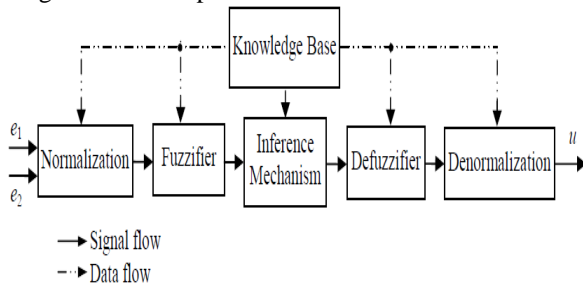 Knowledge Base
e1
e2
Normalization
Fuzzifier
Inference
Mechanism
Defuzzifier
Denormalization
u
Signal flow
Data flow